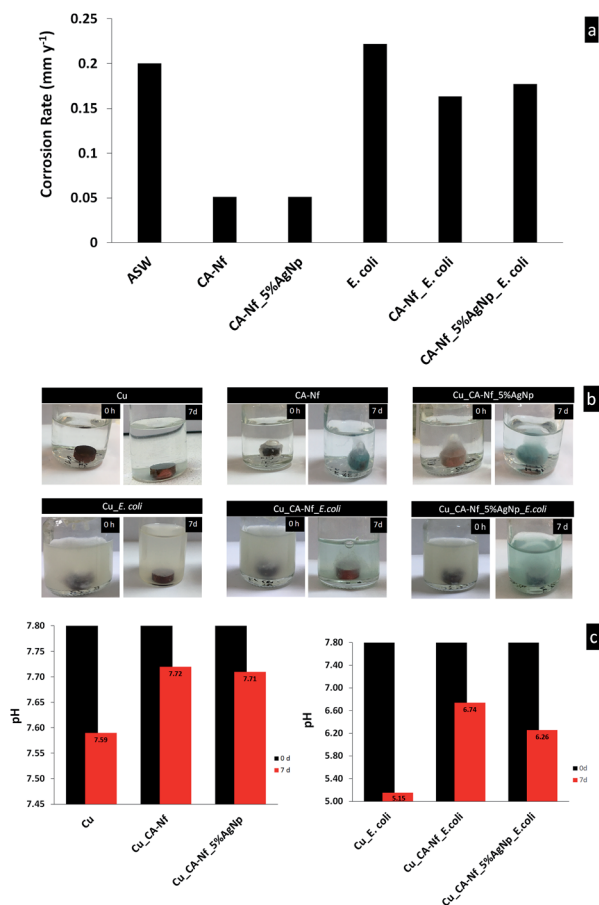 a
Corrosion Rate (mm y⁻¹)
0.25
0.2
0.15
0.1
0.05
0
ASW
CA-Nf
CA-Nf_5%AgNp
E. coli
CA-Nf_ E. coli
CA-Nf_5%AgNp_ E. coli
b
Cu
0 h
7 d
CA-Nf
0 h
7 d
Cu_CA-Nf_5%AgNp
0 h
7 d
Cu_E. coli
0 h
7 d
Cu_CA-Nf_E.coli
0 h
7d
Cu_CA-Nf_5%AgNp_E.coli
0 h
7 d
c
pH
7.80
7.75
7.70
7.65
7.60
7.55
7.50
7.45
7.59
7.72
7.71
0 d
7 d
Cu
Cu_CA-Nf
Cu_CA-Nf_5%AgNp
pH
7.80
7.40
7.00
6.60
6.20
5.80
5.40
5.00
5.15
6.74
6.26
0d
7d
Cu_E. coli
Cu_CA-Nf_E.coli
Cu_CA-Nf_5%AgNp_E.coli